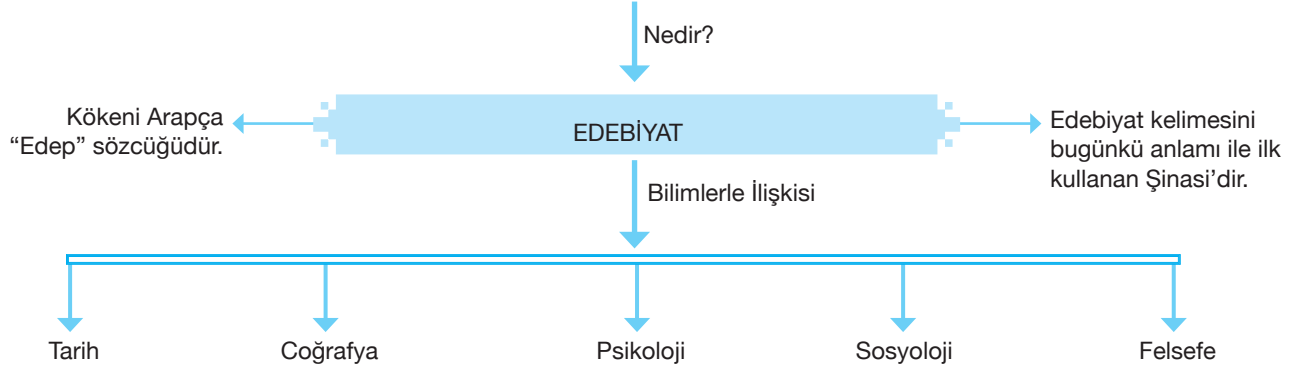 Nedir?
Kökeni Arapça
“Edep” sözcüğüdür.
EDEBİYAT
Edebiyat kelimesini
bugünkü anlamı ile ilk
kullanan Şinasi’dir.
Bilimlerle İlişkisi
Tarih
Coğrafya
Psikoloji
Sosyoloji
Felsefe